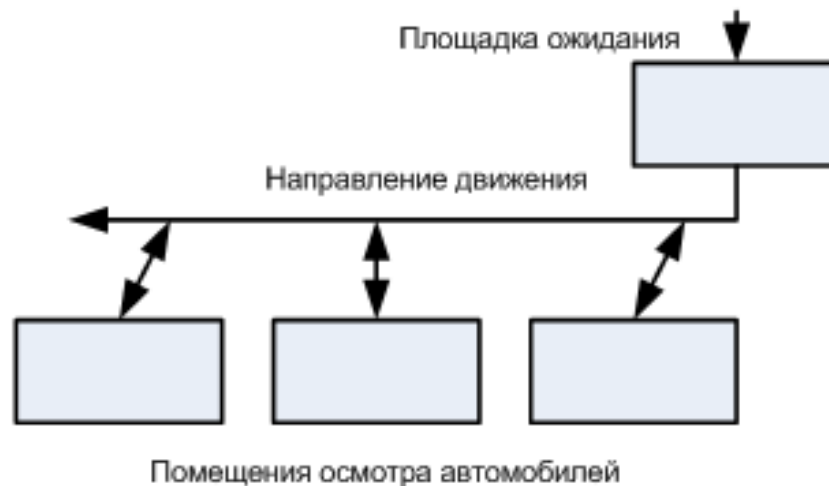 Площадка ожидания
Направление движения
Помещения осмотра автомобилей